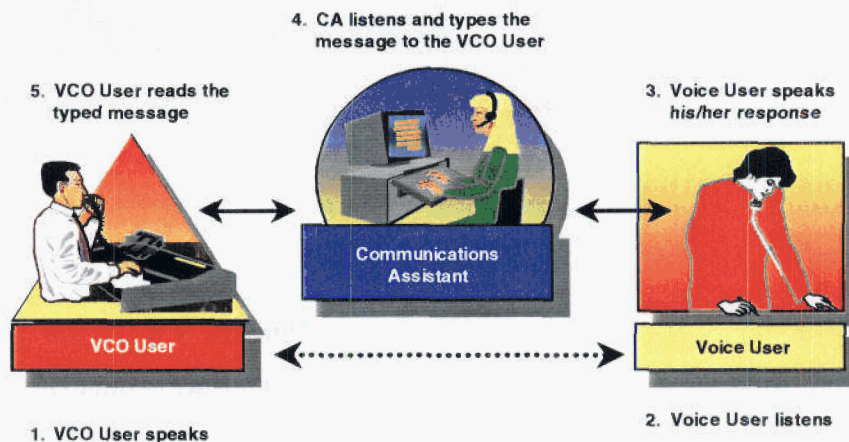 4. CA listens and types the
message to the VCO User
5. VCO User reads the
typed message
3. Voice User speaks
his/her response
Communications
Assistant
VCO User
Voice User
1. VCO User speaks
2. Voice User listens